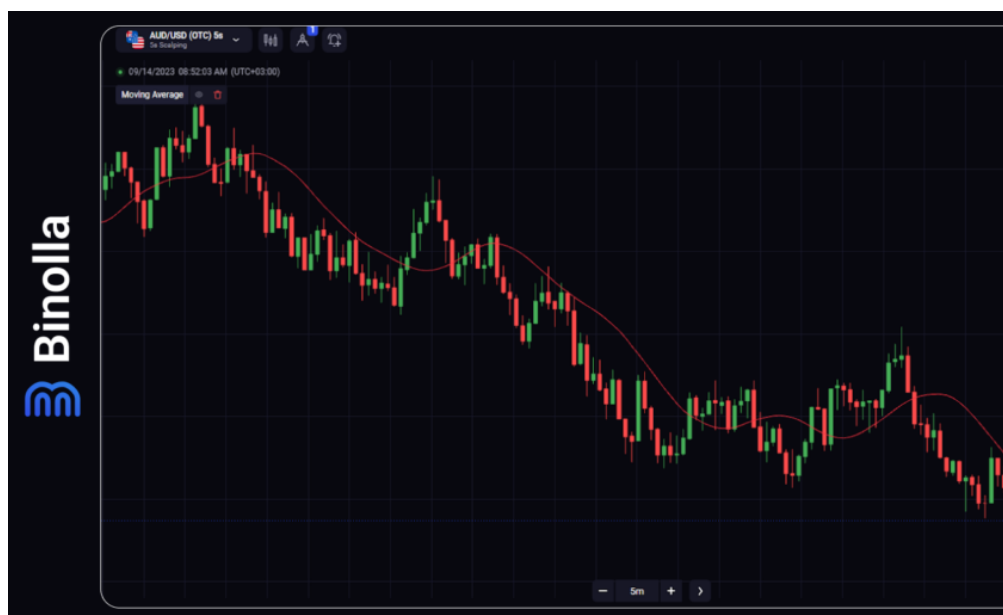 AUD/USD (OTC) 5s
5s Scalping
1
09/14/2023 08:52:03 AM (UTC+03:00)
Moving Average
Binolla
5m